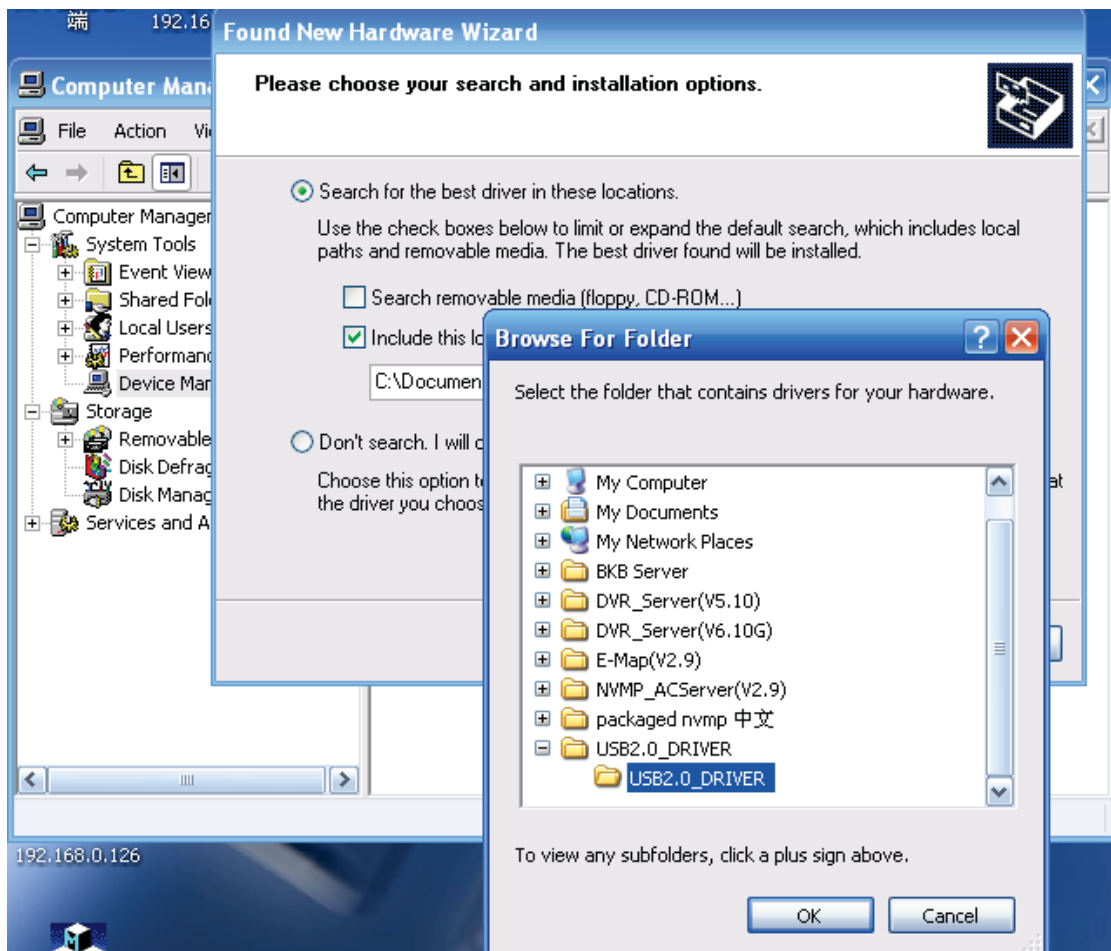 端
192.16
Found New Hardware Wizard
Computer Mana
Please choose your search and installation options.
File Action Vi
Search for the best driver in these locations.
Use the check boxes below to limit or expand the default search, which includes local
paths and removable media. The best driver found will be installed.
Search removable media (floppy, CD-ROM...)
Include this lo
C:\Documen
Don't search. I will c
Choose this option t
at
the driver you choos
Computer Manager
System Tools
Event View
Shared Fol
Local Users
Performanc
Device Mar
Storage
Removable
Disk Defrag
Disk Manag
Services and A
Browse For Folder
Select the folder that contains drivers for your hardware.
My Computer
My Documents
My Network Places
BKB Server
DVR_Server(V5.10)
DVR_Server(V6.10G)
E-Map(V2.9)
NVMP_ACServer(V2.9)
packaged nvmp 中文
USB2.0_DRIVER
USB2.0_DRIVER
To view any subfolders, click a plus sign above.
OK Cancel
192.168.0.126